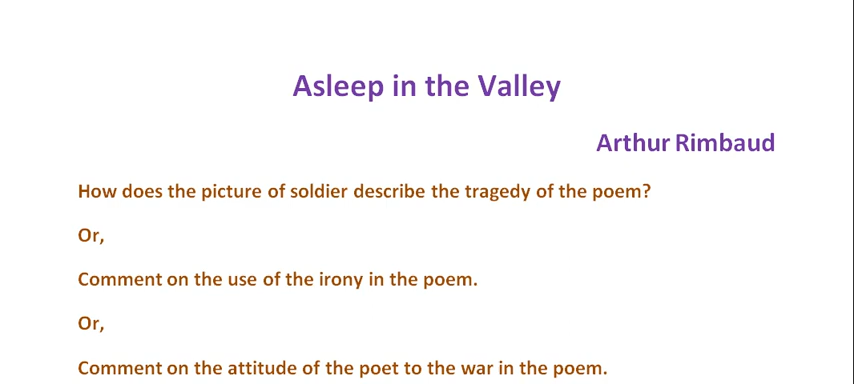 Asleep in the Valley
Arthur Rimbaud
How does the picture of soldier describe the tragedy of the poem?
Or,
Comment on the use of the irony in the poem.
Or,
Comment on the attitude of the poet to the war in the poem.